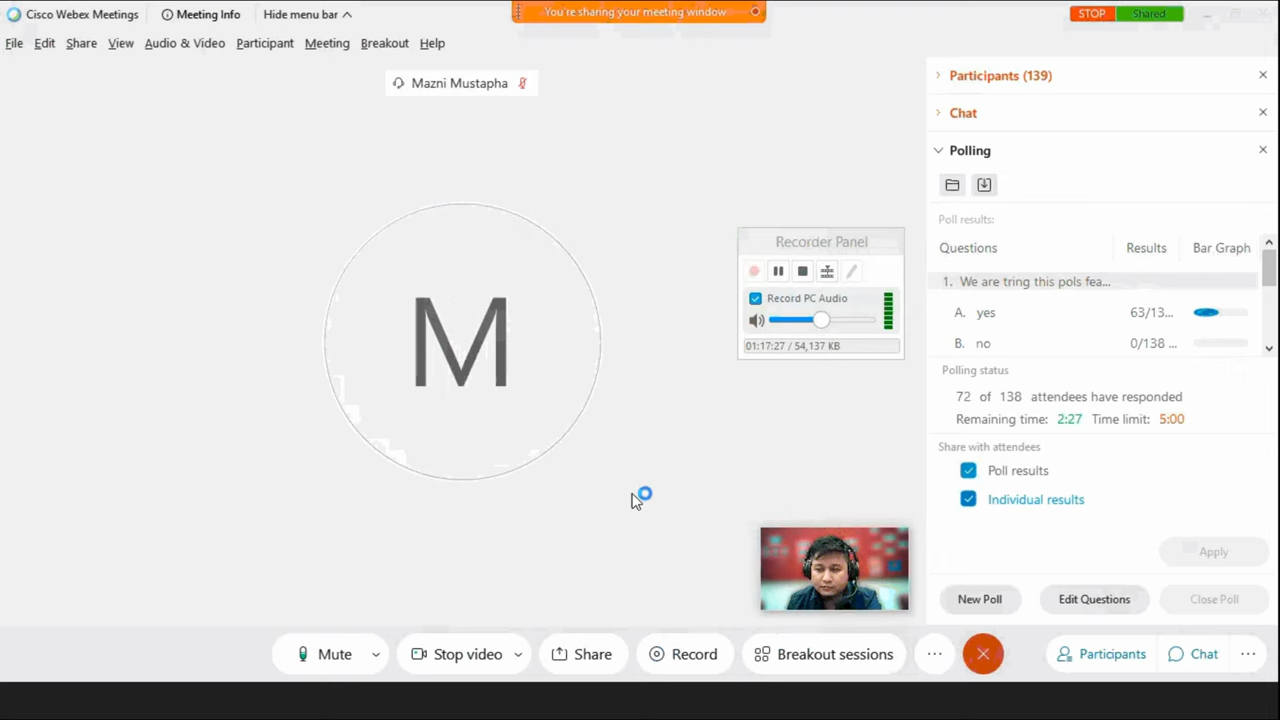 Cisco Webex Meetings
Meeting Info
Hide menu bar
You're sharing your meeting window
STOP
Shared
File Edit Share View Audio & Video Participant Meeting Breakout Help
Mazni Mustapha
M
Recorder Panel
Record PC Audio
01:17:27 / 54,137 KB
Participants (139)
Chat
Polling
Poll results:
Questions Results Bar Graph
1. We are tring this pols fea...
A. yes 63/13...
B. no 0/138 ...
Polling status
72 of 138 attendees have responded
Remaining time: 2:27 Time limit: 5:00
Share with attendees
Poll results
Individual results
Apply
New Poll Edit Questions Close Poll
Mute Stop video Share Record Breakout sessions ... Participants Chat ...